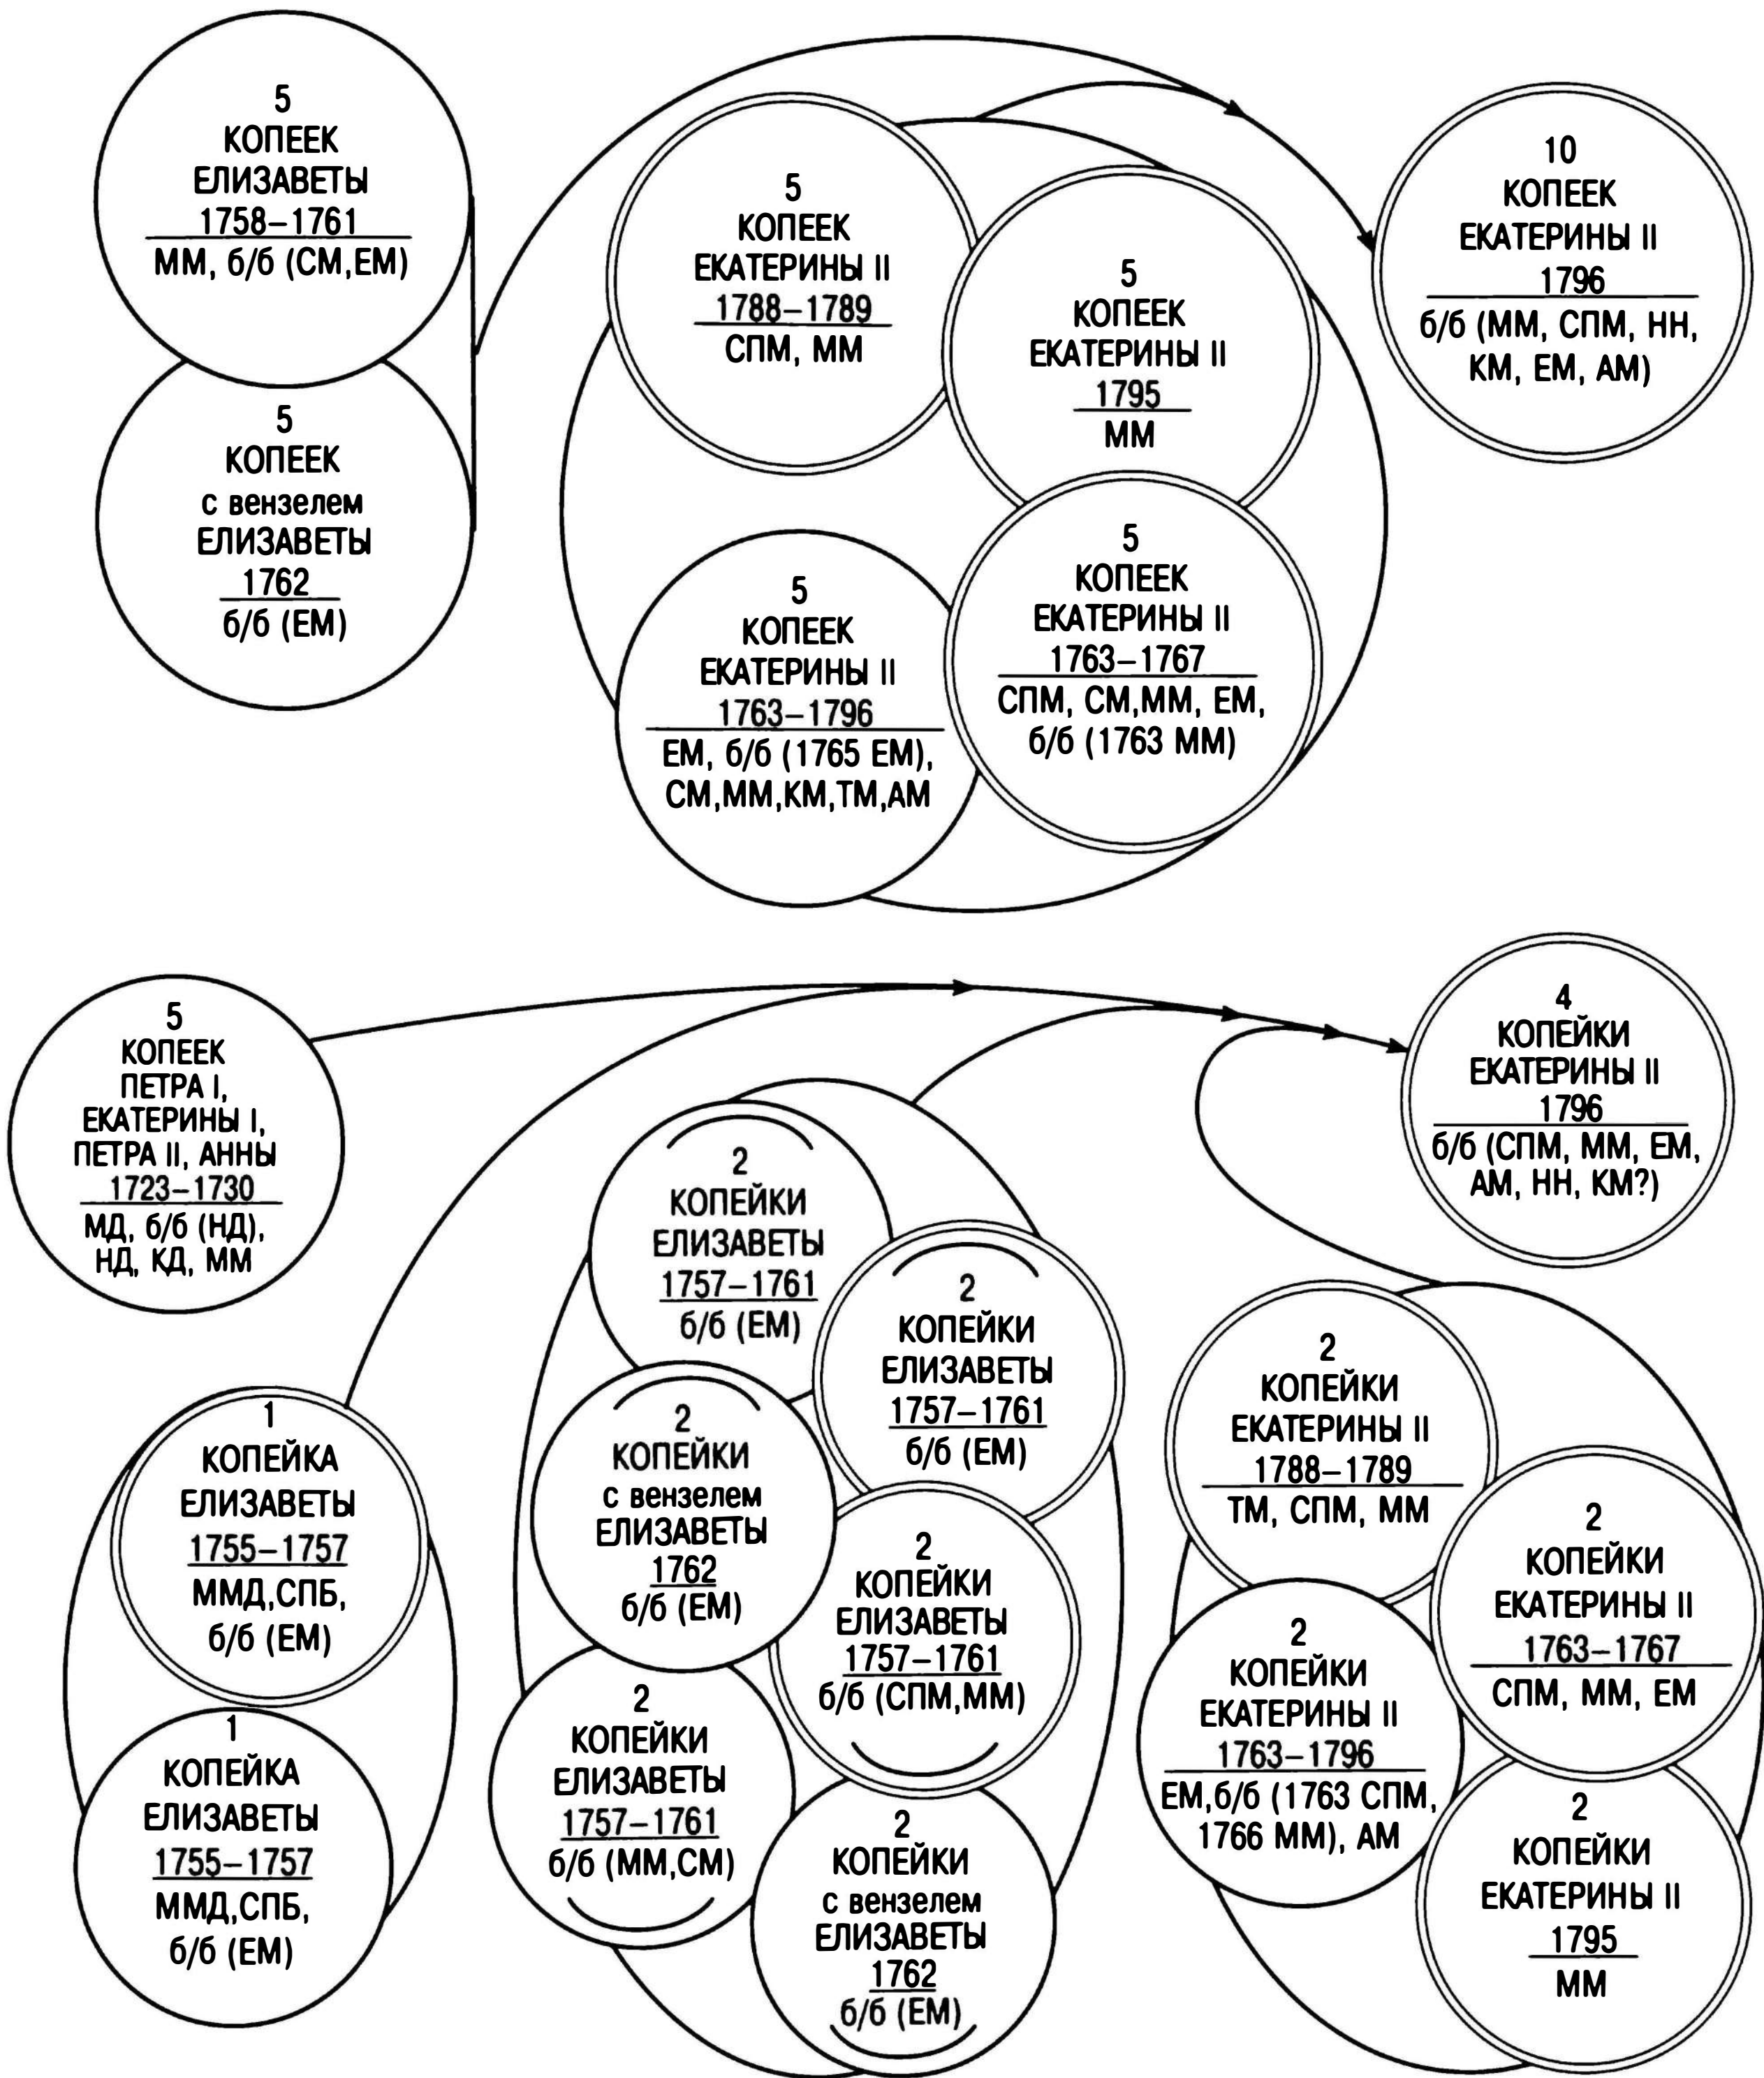 5
КОПЕЕК
ЕЛИЗАВЕТЫ
1758–1761
ММ, б/б (СМ,ЕМ)
5
КОПЕЕК
с вензелем
ЕЛИЗАВЕТЫ
1762
б/б (ЕМ)
5
КОПЕЕК
ЕКАТЕРИНЫ II
1788–1789
СПМ, ММ
5
КОПЕЕК
ЕКАТЕРИНЫ II
1795
ММ
5
КОПЕЕК
ЕКАТЕРИНЫ II
1763–1796
ЕМ, б/б (1765 ЕМ),
СМ,ММ,КМ,ТМ,АМ
5
КОПЕЕК
ЕКАТЕРИНЫ II
1763–1767
СПМ, СМ,ММ, ЕМ,
б/б (1763 ММ)
10
КОПЕЕК
ЕКАТЕРИНЫ II
1796
б/б (ММ, СПМ, НН,
КМ, ЕМ, АМ)
5
КОПЕЕК
ПЕТРА I,
ЕКАТЕРИНЫ I,
ПЕТРА II, АННЫ
1723–1730
МД, б/б (НД),
НД, КД, ММ
4
КОПЕЙКИ
ЕКАТЕРИНЫ II
1796
б/б (СПМ, ММ, ЕМ,
АМ, НН, КМ?)
1
КОПЕЙКА
ЕЛИЗАВЕТЫ
1755–1757
ММД,СПБ,
б/б (ЕМ)
1
КОПЕЙКА
ЕЛИЗАВЕТЫ
1755–1757
ММД,СПБ,
б/б (ЕМ)
2
КОПЕЙКИ
ЕЛИЗАВЕТЫ
1757–1761
б/б (ЕМ)
2
КОПЕЙКИ
ЕЛИЗАВЕТЫ
1757–1761
б/б (ЕМ)
2
КОПЕЙКИ
с вензелем
ЕЛИЗАВЕТЫ
1762
б/б (ЕМ)
2
КОПЕЙКИ
ЕЛИЗАВЕТЫ
1757–1761
б/б (СПМ,ММ)
2
КОПЕЙКИ
ЕЛИЗАВЕТЫ
1757–1761
б/б (ММ,СМ)
2
КОПЕЙКИ
с вензелем
ЕЛИЗАВЕТЫ
1762
б/б (ЕМ)
2
КОПЕЙКИ
ЕКАТЕРИНЫ II
1788–1789
ТМ, СПМ, ММ
2
КОПЕЙКИ
ЕКАТЕРИНЫ II
1763–1767
СПМ, ММ, ЕМ
2
КОПЕЙКИ
ЕКАТЕРИНЫ II
1763–1796
ЕМ,б/б (1763 СПМ,
1766 ММ), АМ
2
КОПЕЙКИ
ЕКАТЕРИНЫ II
1795
ММ